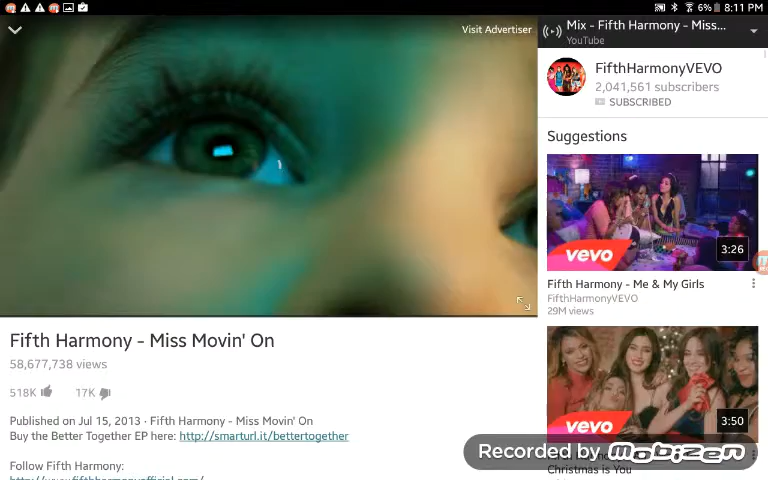 6% 8:11 PM
Visit Advertiser
Mix - Fifth Harmony - Miss...
YouTube
FifthHarmonyVEVO
2,041,561 subscribers
SUBSCRIBED
Suggestions
vevo
3:26
Fifth Harmony - Me & My Girls
FifthHarmonyVEVO
29M views
vevo
3:50
Christmas Is You
Fifth Harmony - Miss Movin' On
58,677,738 views
518K 17K
Published on Jul 15, 2013 · Fifth Harmony - Miss Movin' On
Buy the Better Together EP here: http://smarturl.it/bettertogether
Follow Fifth Harmony:
Recorded by mobizen